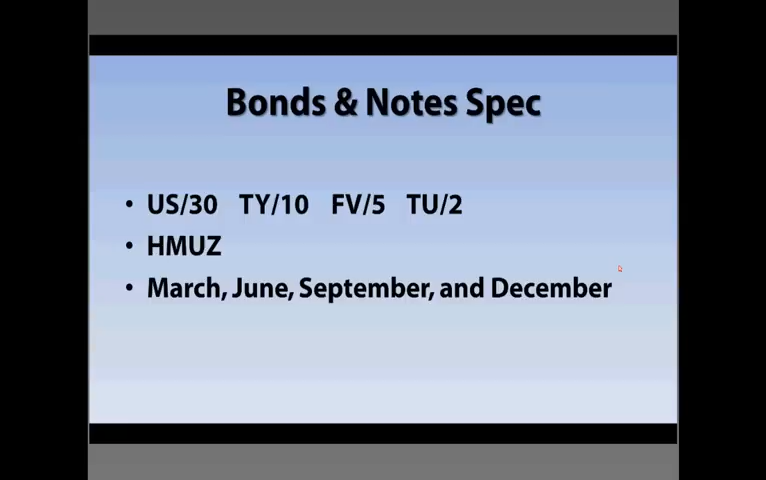 Bonds & Notes Spec
• US/30 TY/10 FV/5 TU/2
• HMUZ
• March, June, September, and December